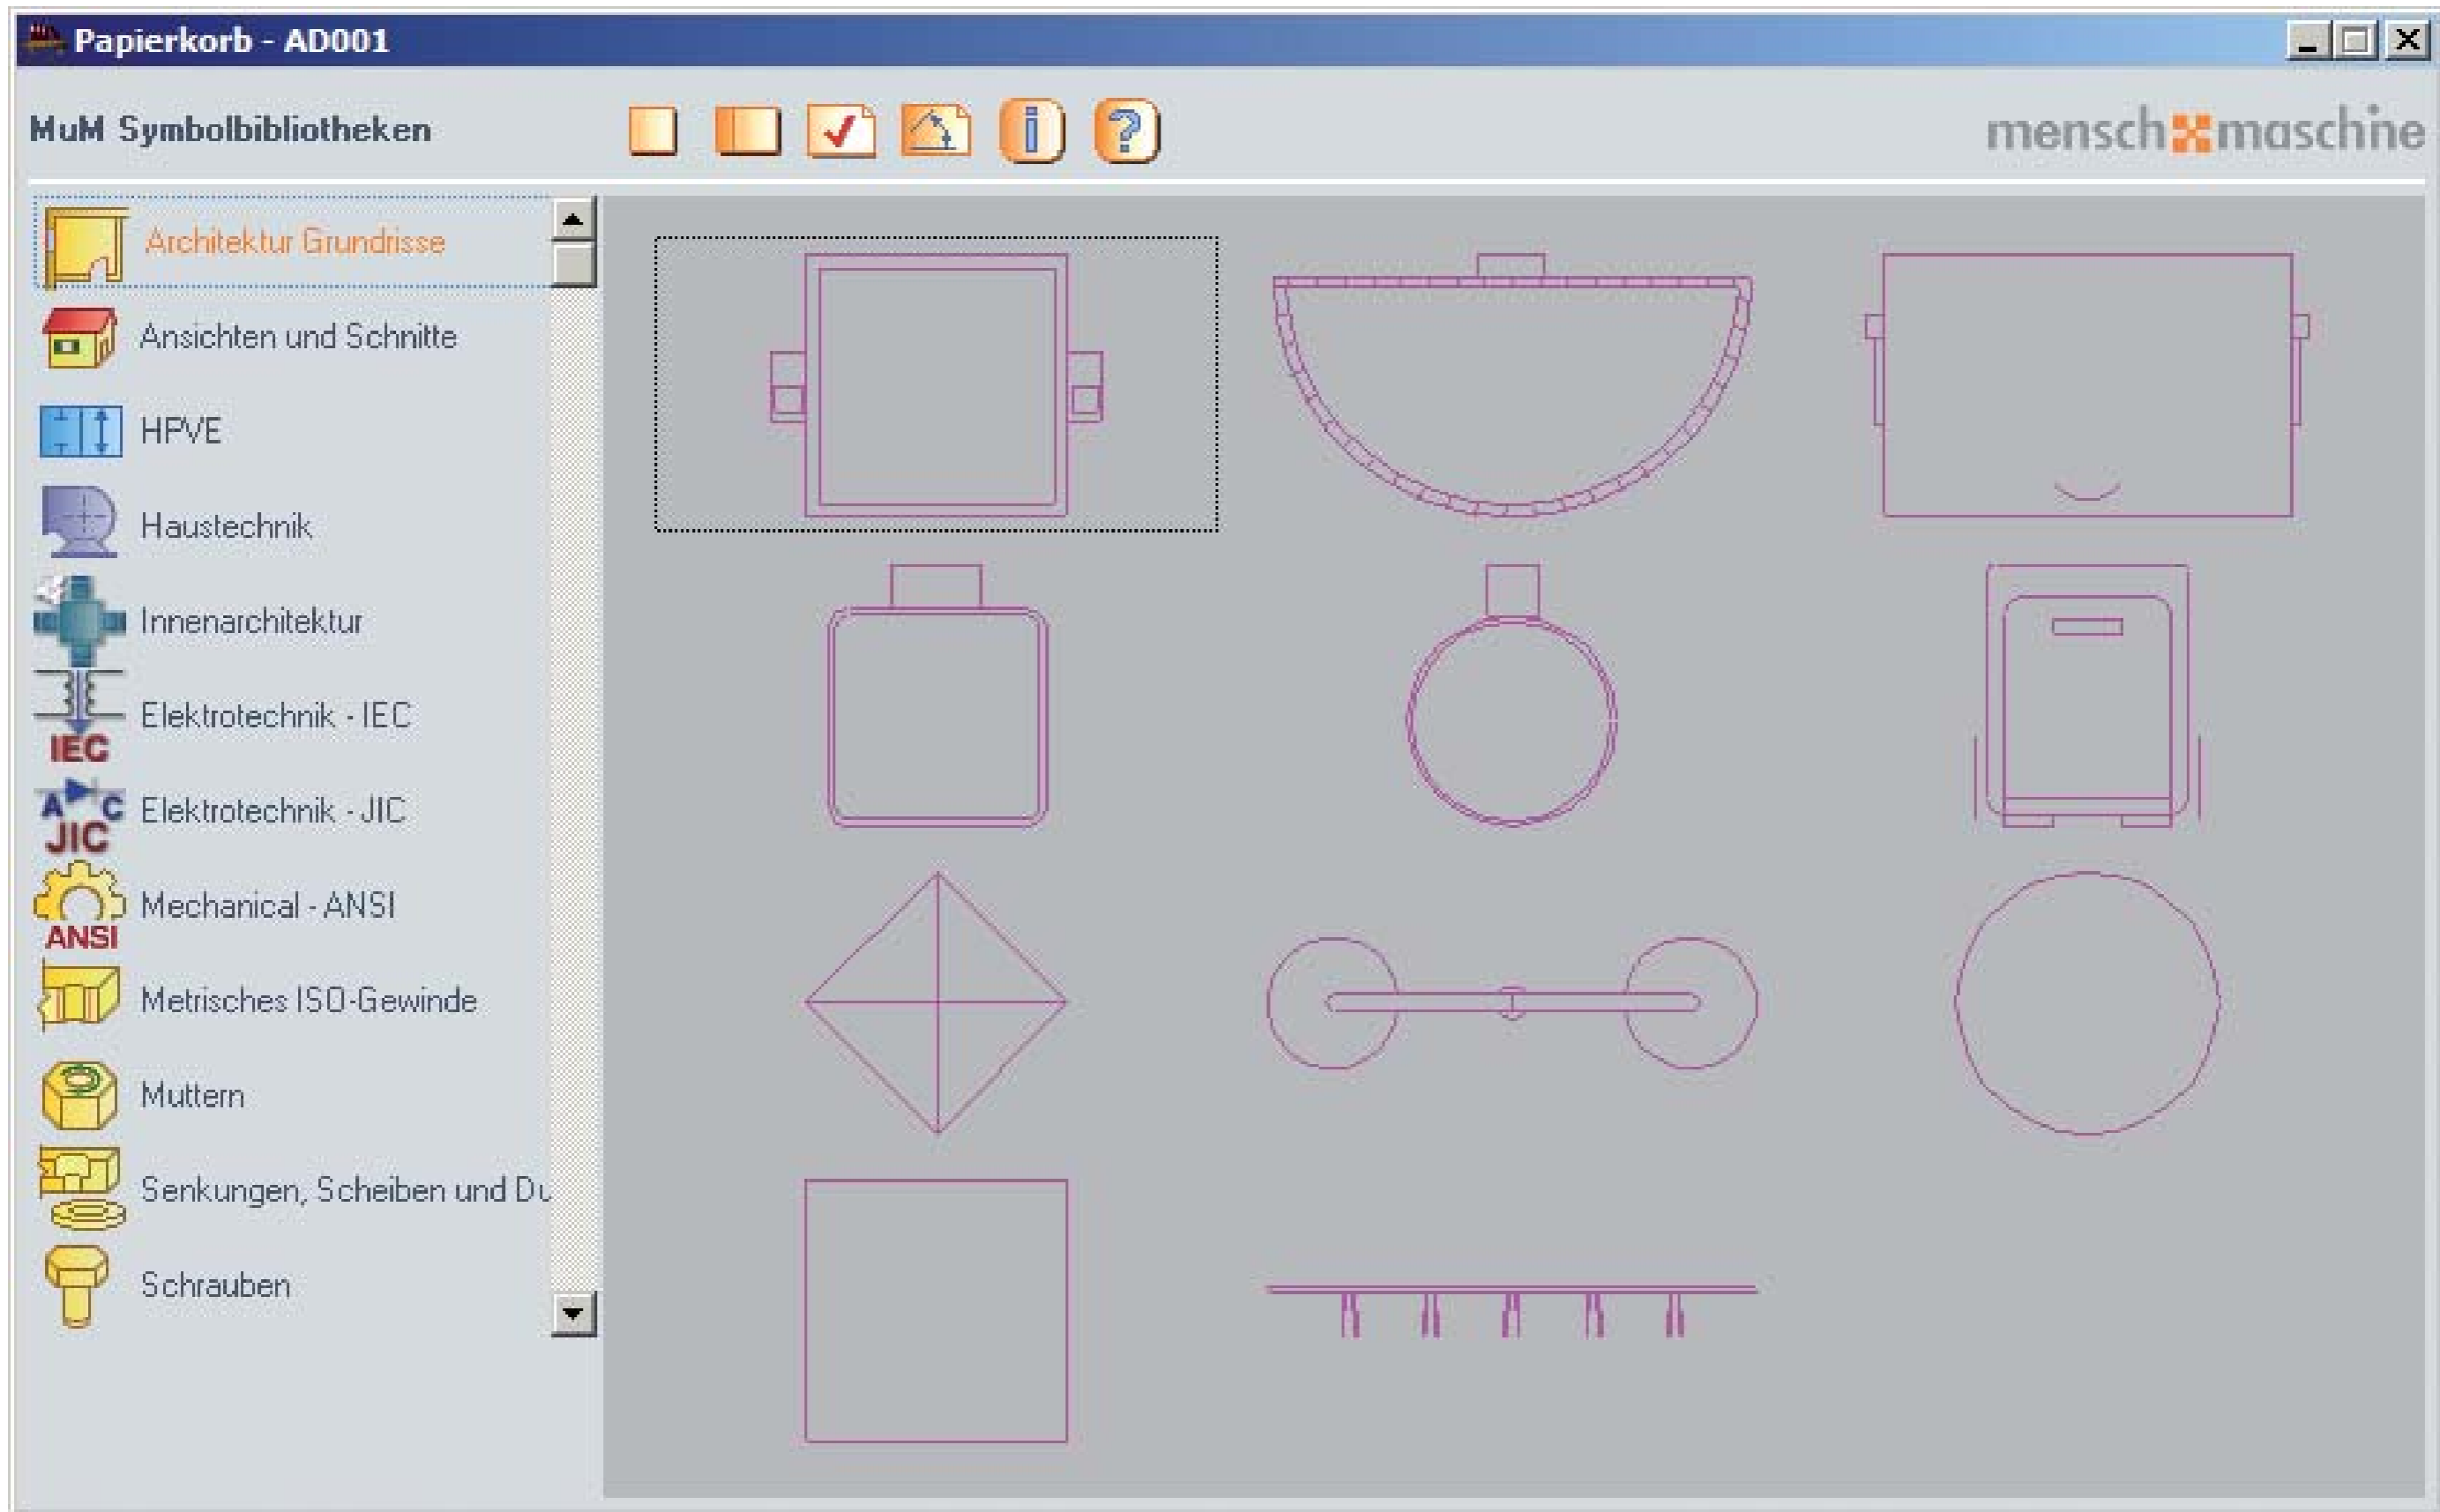 Papierkorb - AD001
MuM Symbolbibliotheken
mensch maschine
Architektur Grundrisse
Ansichten und Schnitte
HPVE
Haustechnik
Innenarchitektur
IEC
Elektrotechnik - IEC
A C
JIC
Elektrotechnik - JIC
ANSI
Mechanical - ANSI
Metrisches ISO-Gewinde
Muttern
Senkungen, Scheiben und Du
Schrauben